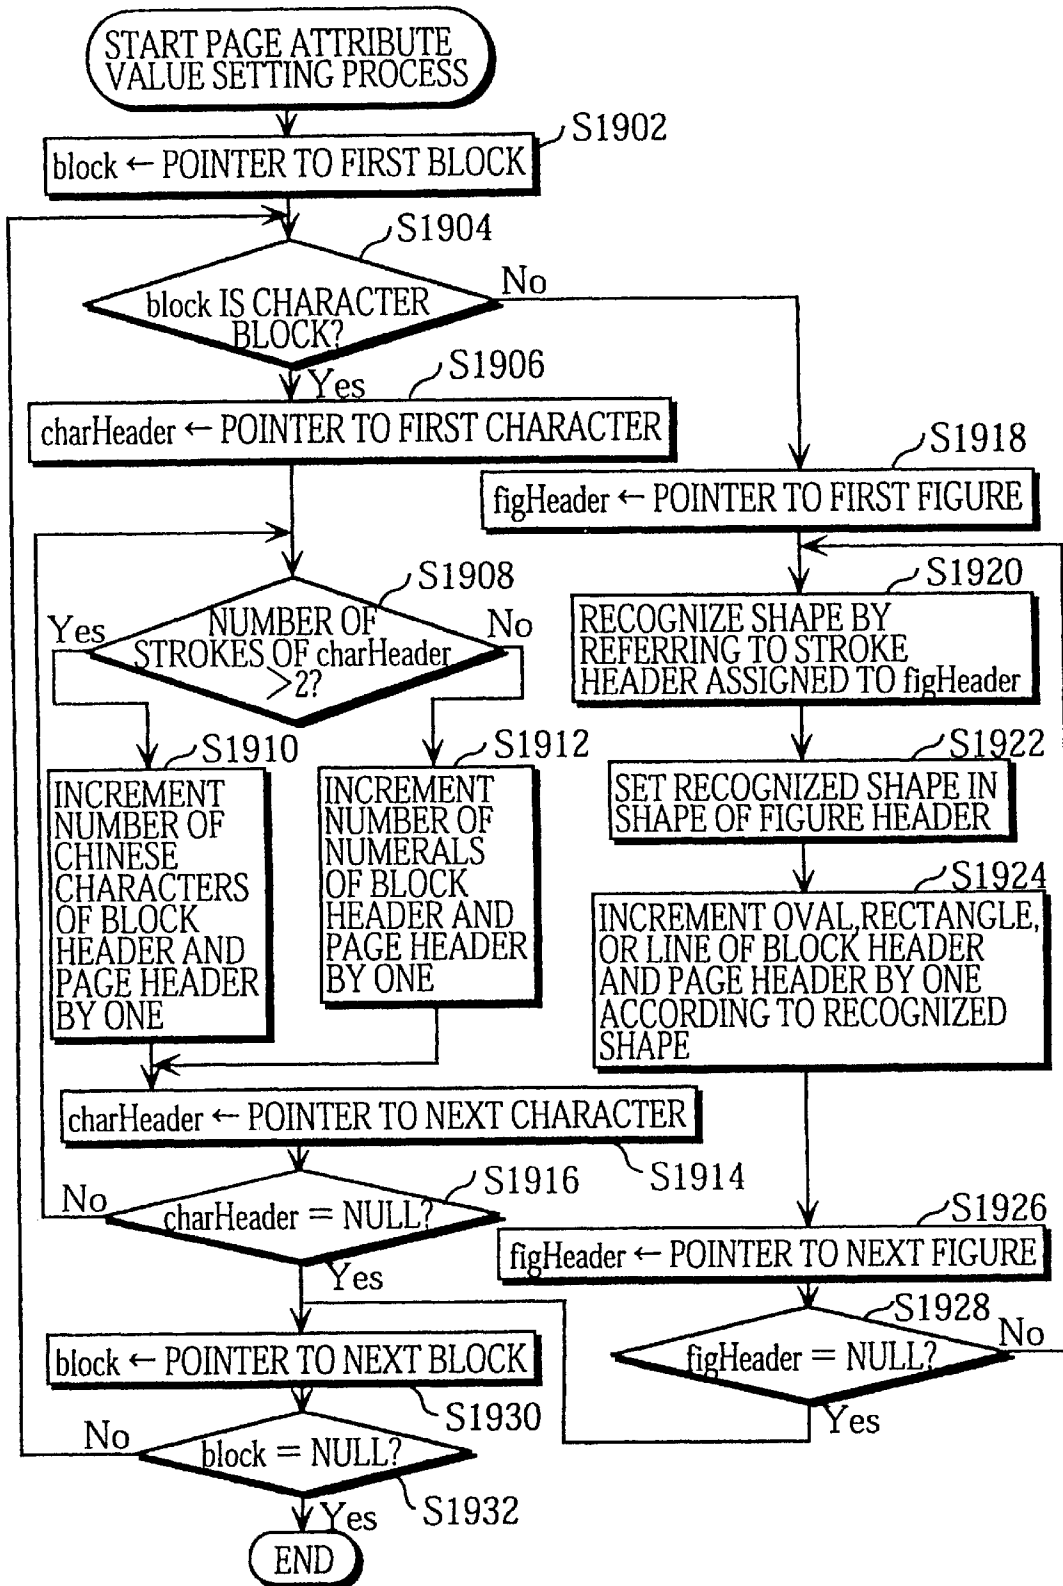 START PAGE ATTRIBUTE
VALUE SETTING PROCESS
S1902
block ← POINTER TO FIRST BLOCK
S1904
block IS CHARACTER
BLOCK?
No
Yes
S1906
charHeader ← POINTER TO FIRST CHARACTER
S1908
NUMBER OF
STROKES OF charHeader
>2?
Yes
No
S1910
INCREMENT
NUMBER OF
CHINESE
CHARACTERS
OF BLOCK
HEADER AND
PAGE HEADER
BY ONE
S1912
INCREMENT
NUMBER OF
NUMERALS
OF BLOCK
HEADER AND
PAGE HEADER
BY ONE
charHeader ← POINTER TO NEXT CHARACTER
S1914
S1916
charHeader = NULL?
No
Yes
S1918
figHeader ← POINTER TO FIRST FIGURE
S1920
RECOGNIZE SHAPE BY
REFERRING TO STROKE
HEADER ASSIGNED TO figHeader
S1922
SET RECOGNIZED SHAPE IN
SHAPE OF FIGURE HEADER
S1924
INCREMENT OVAL,RECTANGLE,
OR LINE OF BLOCK HEADER
AND PAGE HEADER BY ONE
ACCORDING TO RECOGNIZED
SHAPE
S1926
figHeader ← POINTER TO NEXT FIGURE
S1928
figHeader = NULL?
No
Yes
block ← POINTER TO NEXT BLOCK
S1930
No
block = NULL?
S1932
Yes
END